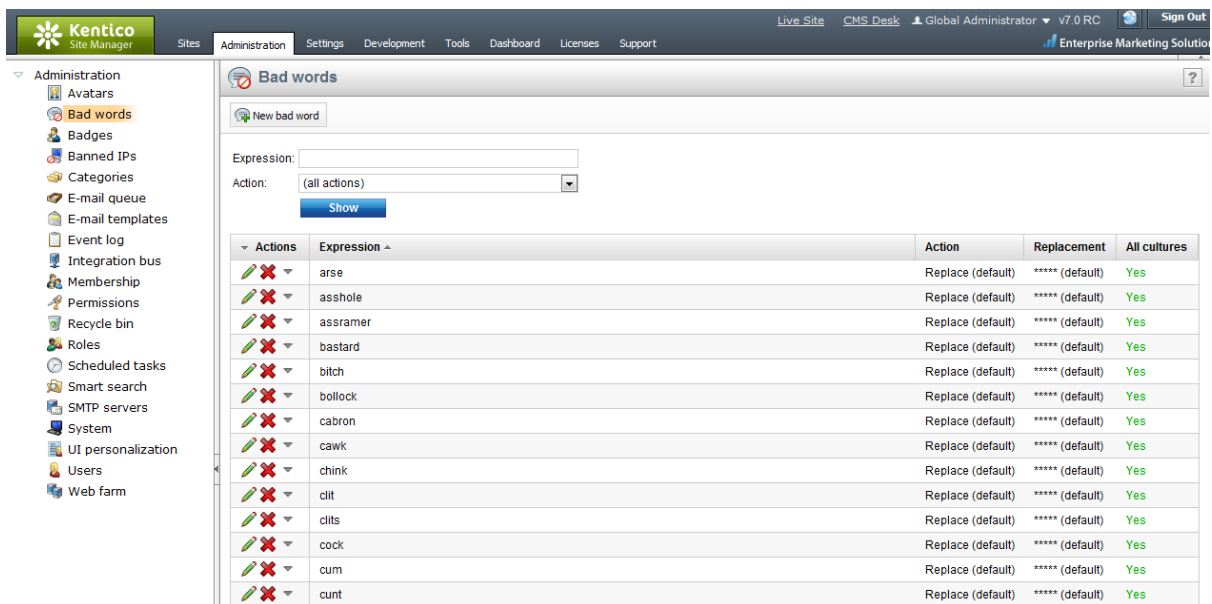 Kentico
Site Manager
Sites Administration Settings Development Tools Dashboard Licenses Support
Live Site CMS Desk Global Administrator v7.0 RC Sign Out
Enterprise Marketing Solution
Administration
Avatars
Bad words
Badges
Banned IPs
Categories
E-mail queue
E-mail templates
Event log
Integration bus
Membership
Permissions
Recycle bin
Roles
Scheduled tasks
Smart search
SMTP servers
System
UI personalization
Users
Web farm
Bad words ?
New bad word
Expression:
Action: (all actions)
Show
Actions Expression Action Replacement All cultures
arse Replace (default) ***** (default) Yes
asshole Replace (default) ***** (default) Yes
assramer Replace (default) ***** (default) Yes
bastard Replace (default) ***** (default) Yes
bitch Replace (default) ***** (default) Yes
bollock Replace (default) ***** (default) Yes
cabron Replace (default) ***** (default) Yes
cawk Replace (default) ***** (default) Yes
chink Replace (default) ***** (default) Yes
clit Replace (default) ***** (default) Yes
clits Replace (default) ***** (default) Yes
cock Replace (default) ***** (default) Yes
cum Replace (default) ***** (default) Yes
cunt Replace (default) ***** (default) Yes